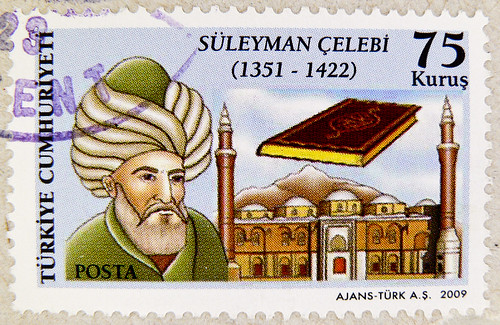 SÜLEYMAN ÇELEBİ
(1351 - 1422)
75
Kuruş
TÜRKİYE CUMHURİYETİ
POSTA
AJANS-TÜRK A.Ş. 2009